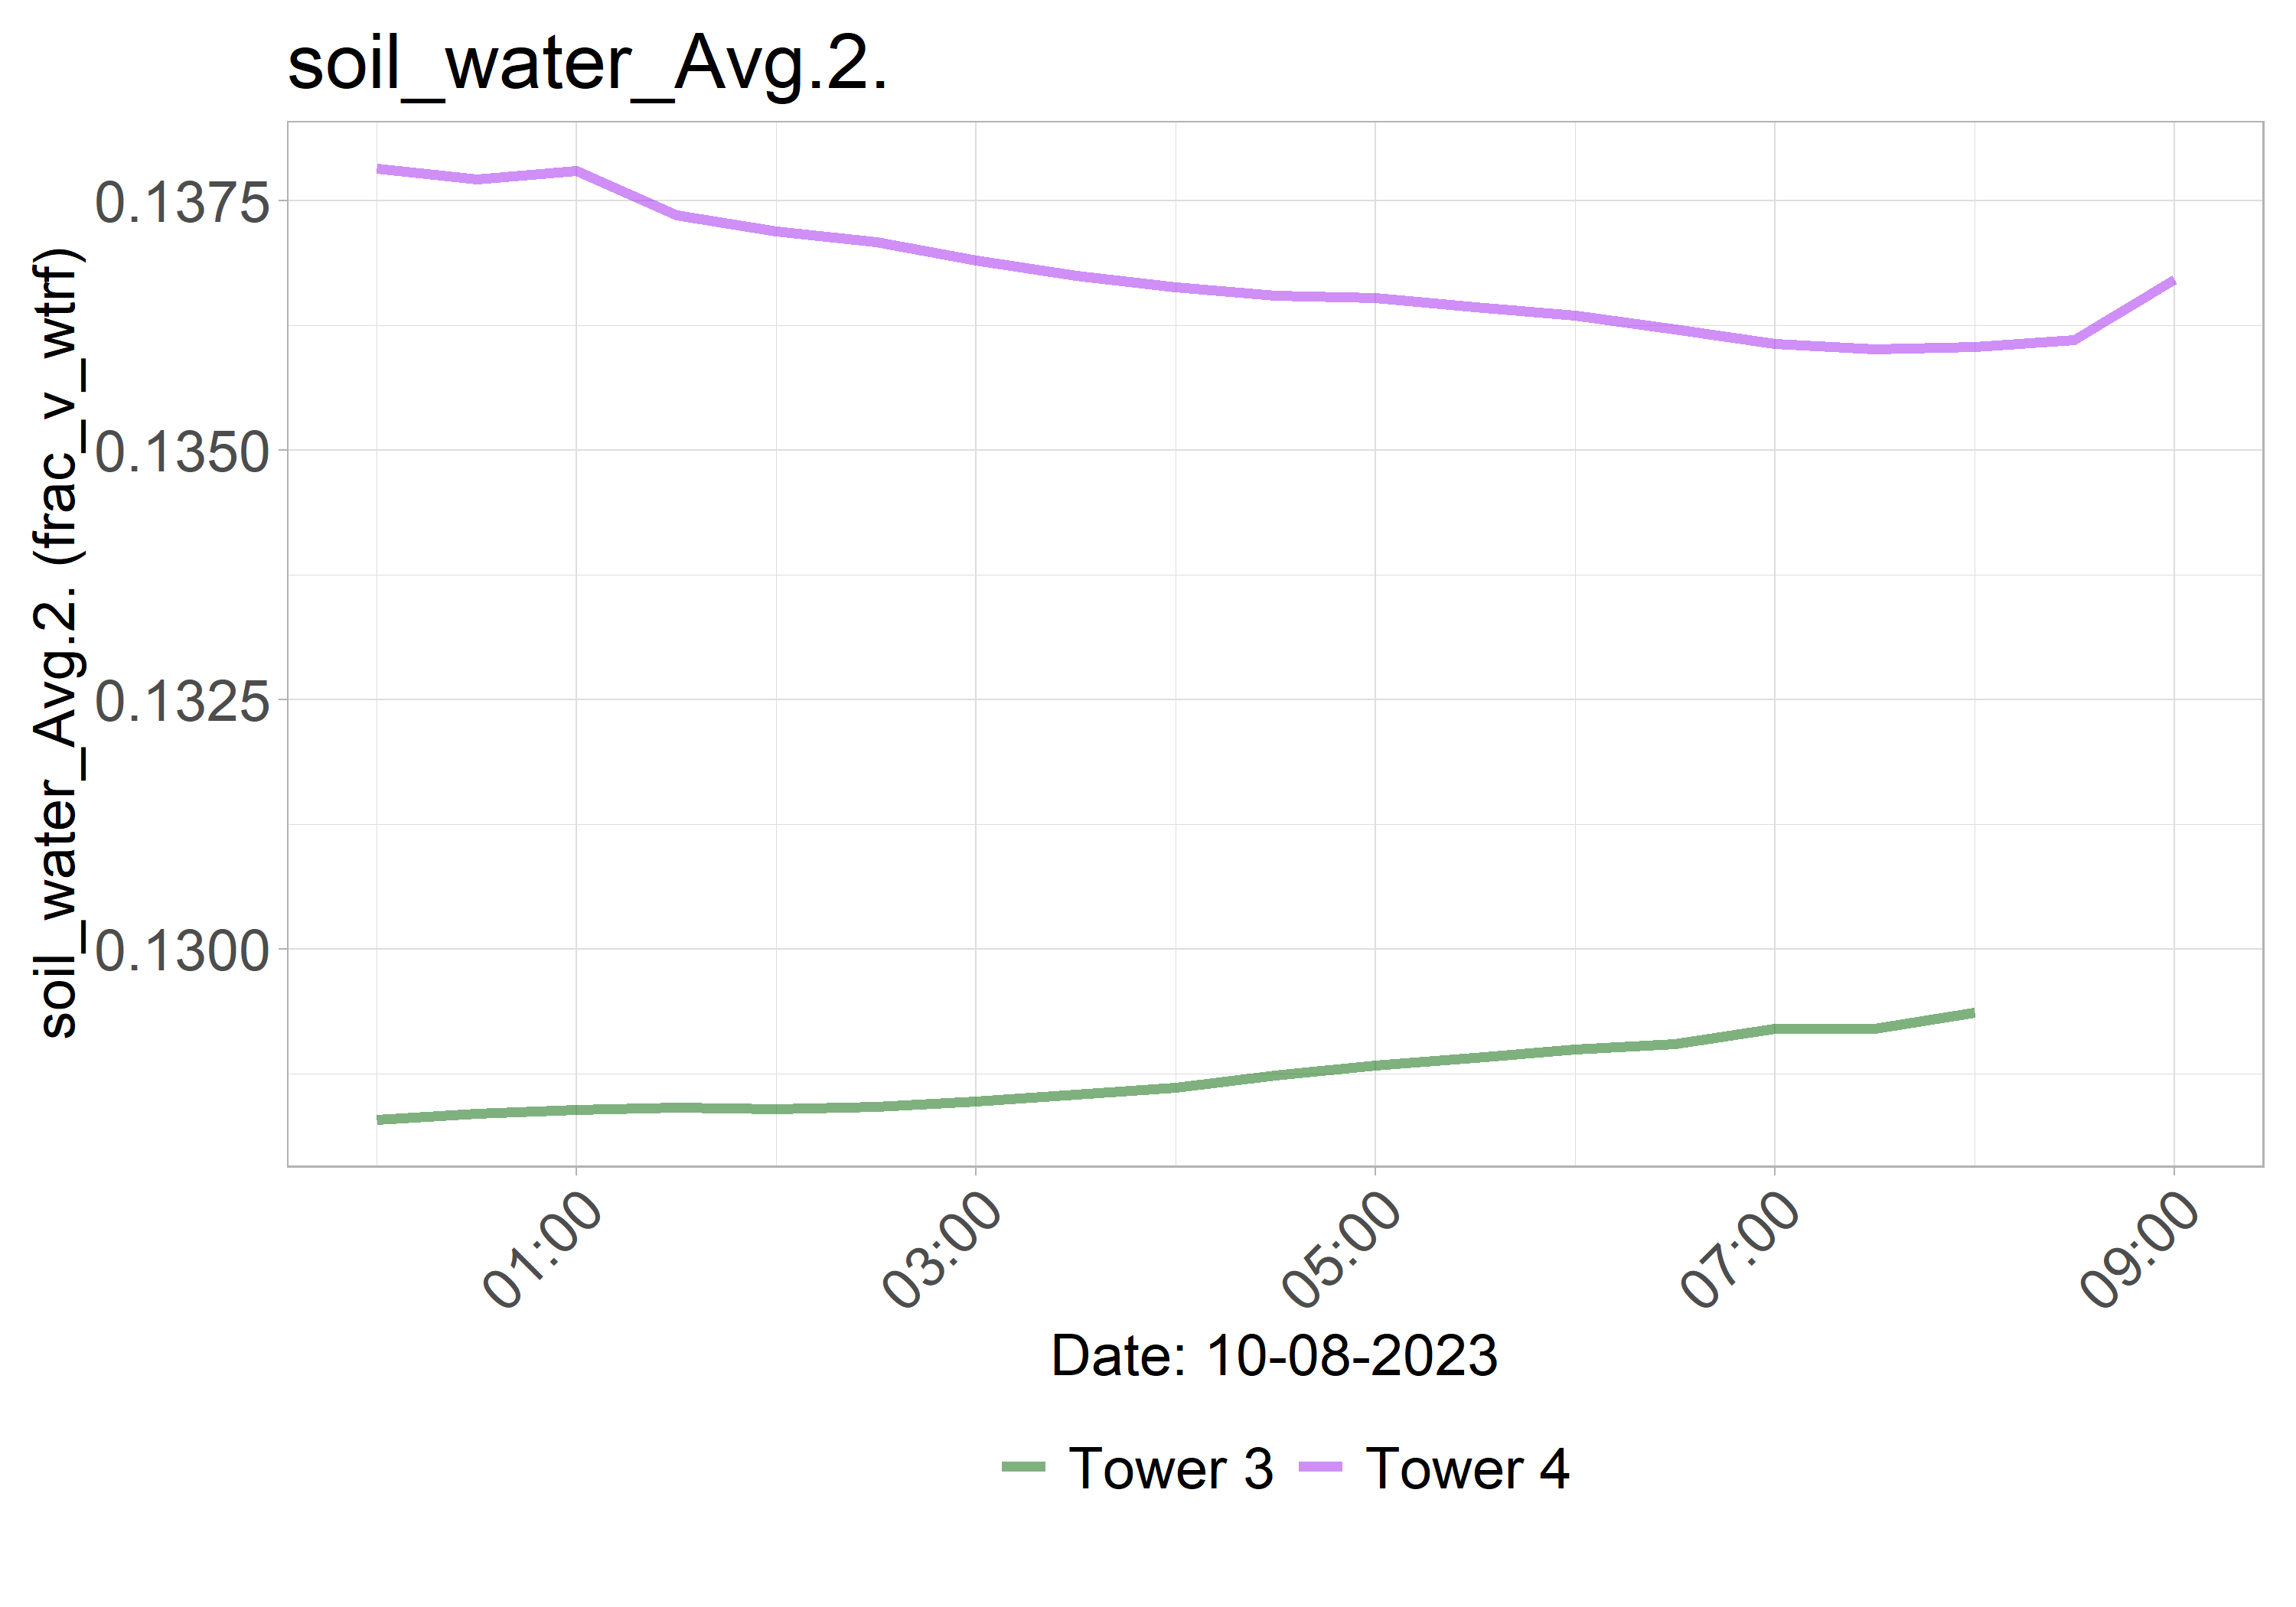 soil_water_Avg.2.
soil_water_Avg.2. (frac_v_wtrf)
0.1375
0.1350
0.1325
0.1300
01:00
03:00
05:00
07:00
09:00
Date: 10-08-2023
Tower 3
Tower 4